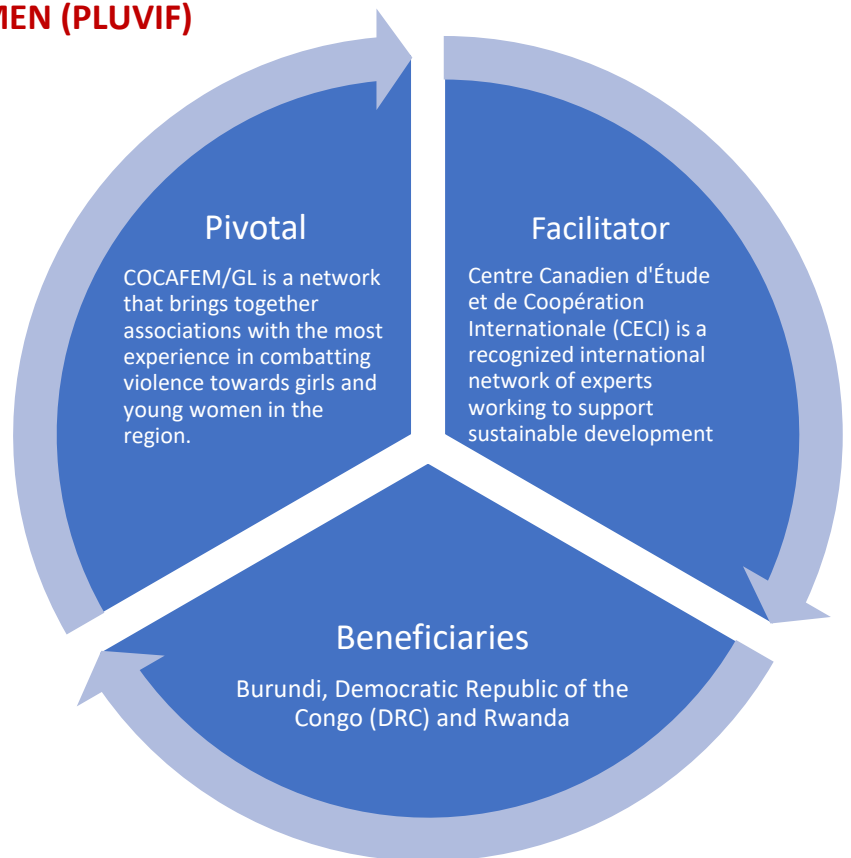 MEN (PLUVIF)
Pivotal
COCAFEM/GL is a network
that brings together
associations with the most
experience in combatting
violence towards girls and
young women in the
region.
Facilitator
Centre Canadien d'Étude
et de Coopération
Internationale (CECI) is a
recognized international
network of experts
working to support
sustainable development
Beneficiaries
Burundi, Democratic Republic of the
Congo (DRC) and Rwanda